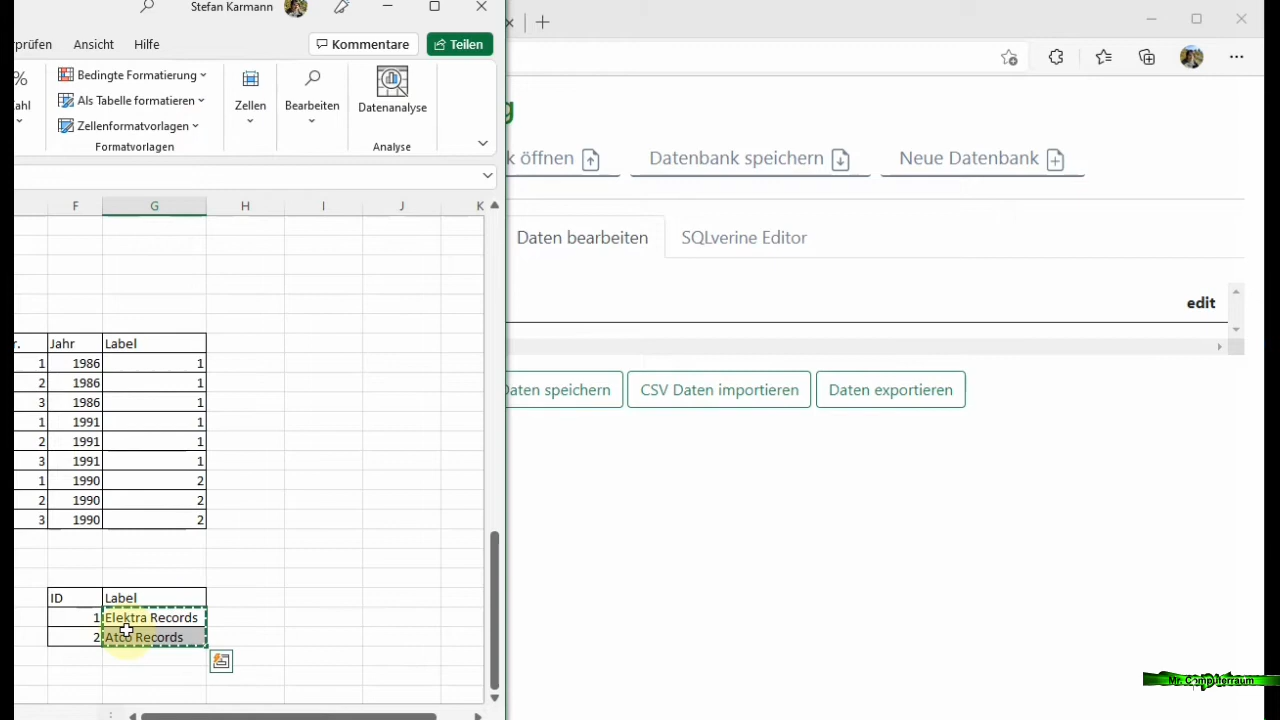 Stefan Karmann
rprüfen Ansicht Hilfe
Kommentare Teilen
Bedingte Formatierung
Als Tabelle formatieren
Zellenformatvorlagen
Formatvorlagen
% ahl
Zellen
Bearbeiten
Datenanalyse
Analyse
F G H I J K
r. Jahr Label
1 1986 1
2 1986 1
3 1986 1
1 1991 1
2 1991 1
3 1991 1
1 1990 2
2 1990 2
3 1990 2
ID Label
1 Elektra Records
2 Atco Records
g
k öffnen Datenbank speichern Neue Datenbank
Daten bearbeiten SQLverine Editor
edit
Daten speichern CSV Daten importieren Daten exportieren
Mr. Computerraum